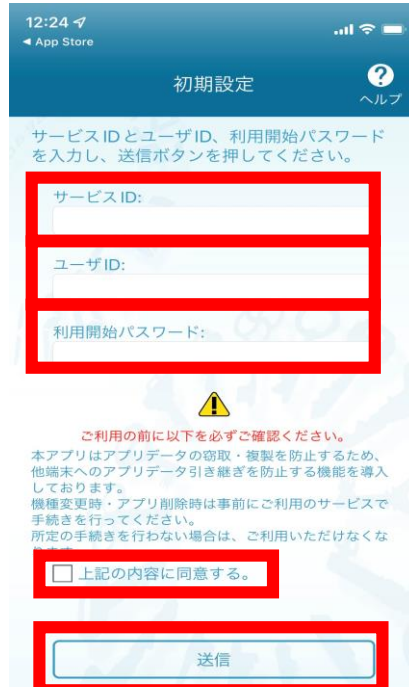 12:24
◀ App Store
初期設定
?
ヘルプ
サービスIDとユーザID、利用開始パスワード
を入力し、送信ボタンを押してください。
サービスID:
ユーザID:
利用開始パスワード:
ご利用の前に以下を必ずご確認ください。
本アプリはアプリデータの窃取・複製を防止するため、
他端末へのアプリデータ引き継ぎを防止する機能を導入
しております。
機種変更時・アプリ削除時は事前にご利用のサービスで
手続きを行ってください。
所定の手続きを行わない場合は、ご利用いただけなくな
上記の内容に同意する。
送信